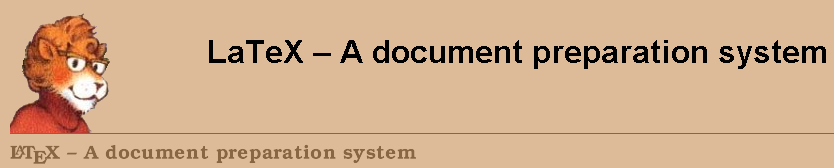 LaTeX – A document preparation system
LATEX – A document preparation system